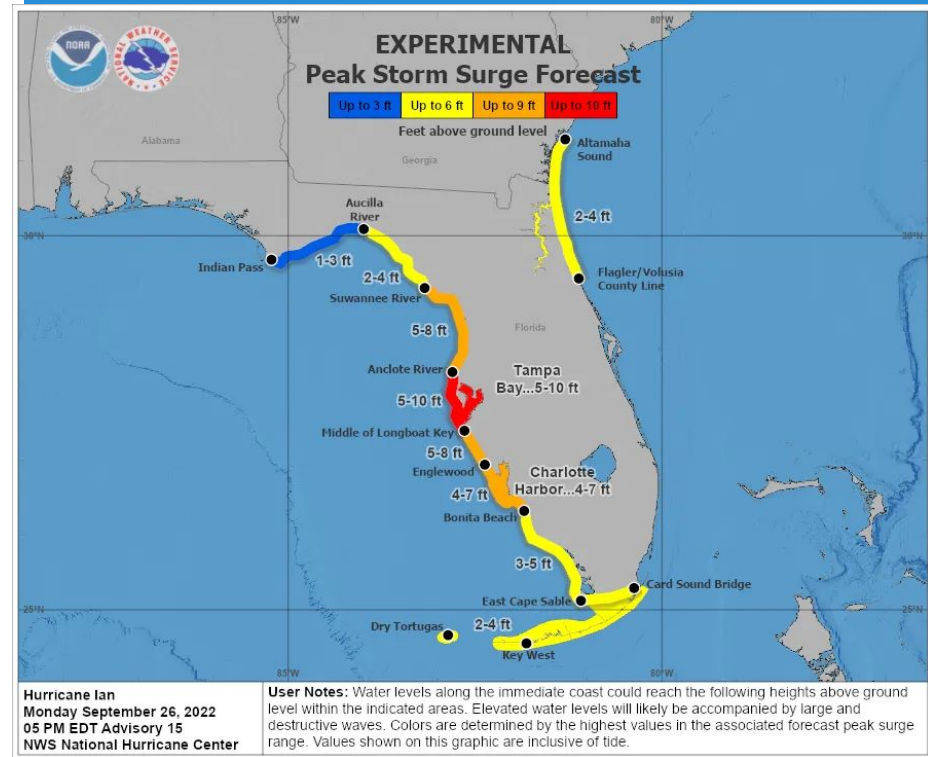 85°W
80°W
NOAA
NATIONAL WEATHER SERVICE
EXPERIMENTAL
Peak Storm Surge Forecast
Up to 3 ft Up to 6 ft Up to 9 ft Up to 10 ft
Feet above ground level
Alabama
Georgia
Altamaha
Sound
Aucilla
River
2-4 ft
30°N
30°N
Indian Pass
1-3 ft
2-4 ft
Suwannee River
Flagler/Volusia
County Line
5-8 ft
Florida
Anclote River
Tampa
Bay...5-10 ft
5-10 ft
Middle of Longboat Key
5-8 ft
Englewood
Charlotte
Harbor...4-7 ft
4-7 ft
Bonita Beach
3-5 ft
Card Sound Bridge
East Cape Sable
25°N
25°N
Dry Tortugas
2-4 ft
Key West
85°W
80°W
Hurricane Ian
Monday September 26, 2022
05 PM EDT Advisory 15
NWS National Hurricane Center
User Notes: Water levels along the immediate coast could reach the following heights above ground
level within the indicated areas. Elevated water levels will likely be accompanied by large and
destructive waves. Colors are determined by the highest values in the associated forecast peak surge
range. Values shown on this graphic are inclusive of tide.